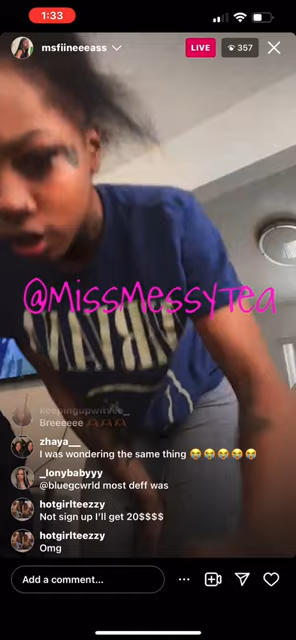 1:33
msfiineeeass
LIVE
357
@MissMessyTea
keepingupwitvee_
Breeeeee
zhaya__
I was wondering the same thing 😭😭😭😭😭
_lonybabyyy
@bluegcwrld most deff was
hotgirlteezzy
Not sign up I'll get 20$$$$
hotgirlteezzy
Omg
Add a comment...